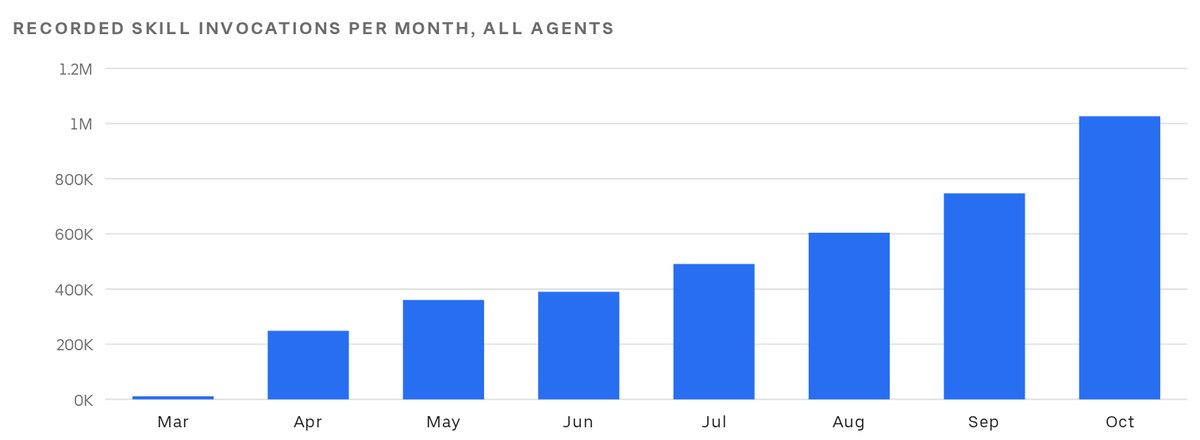 RECORDED SKILL INVOCATIONS PER MONTH, ALL AGENTS
1.2M
1M
800K
600K
400K
200K
0K
Mar Apr May Jun Jul Aug Sep Oct